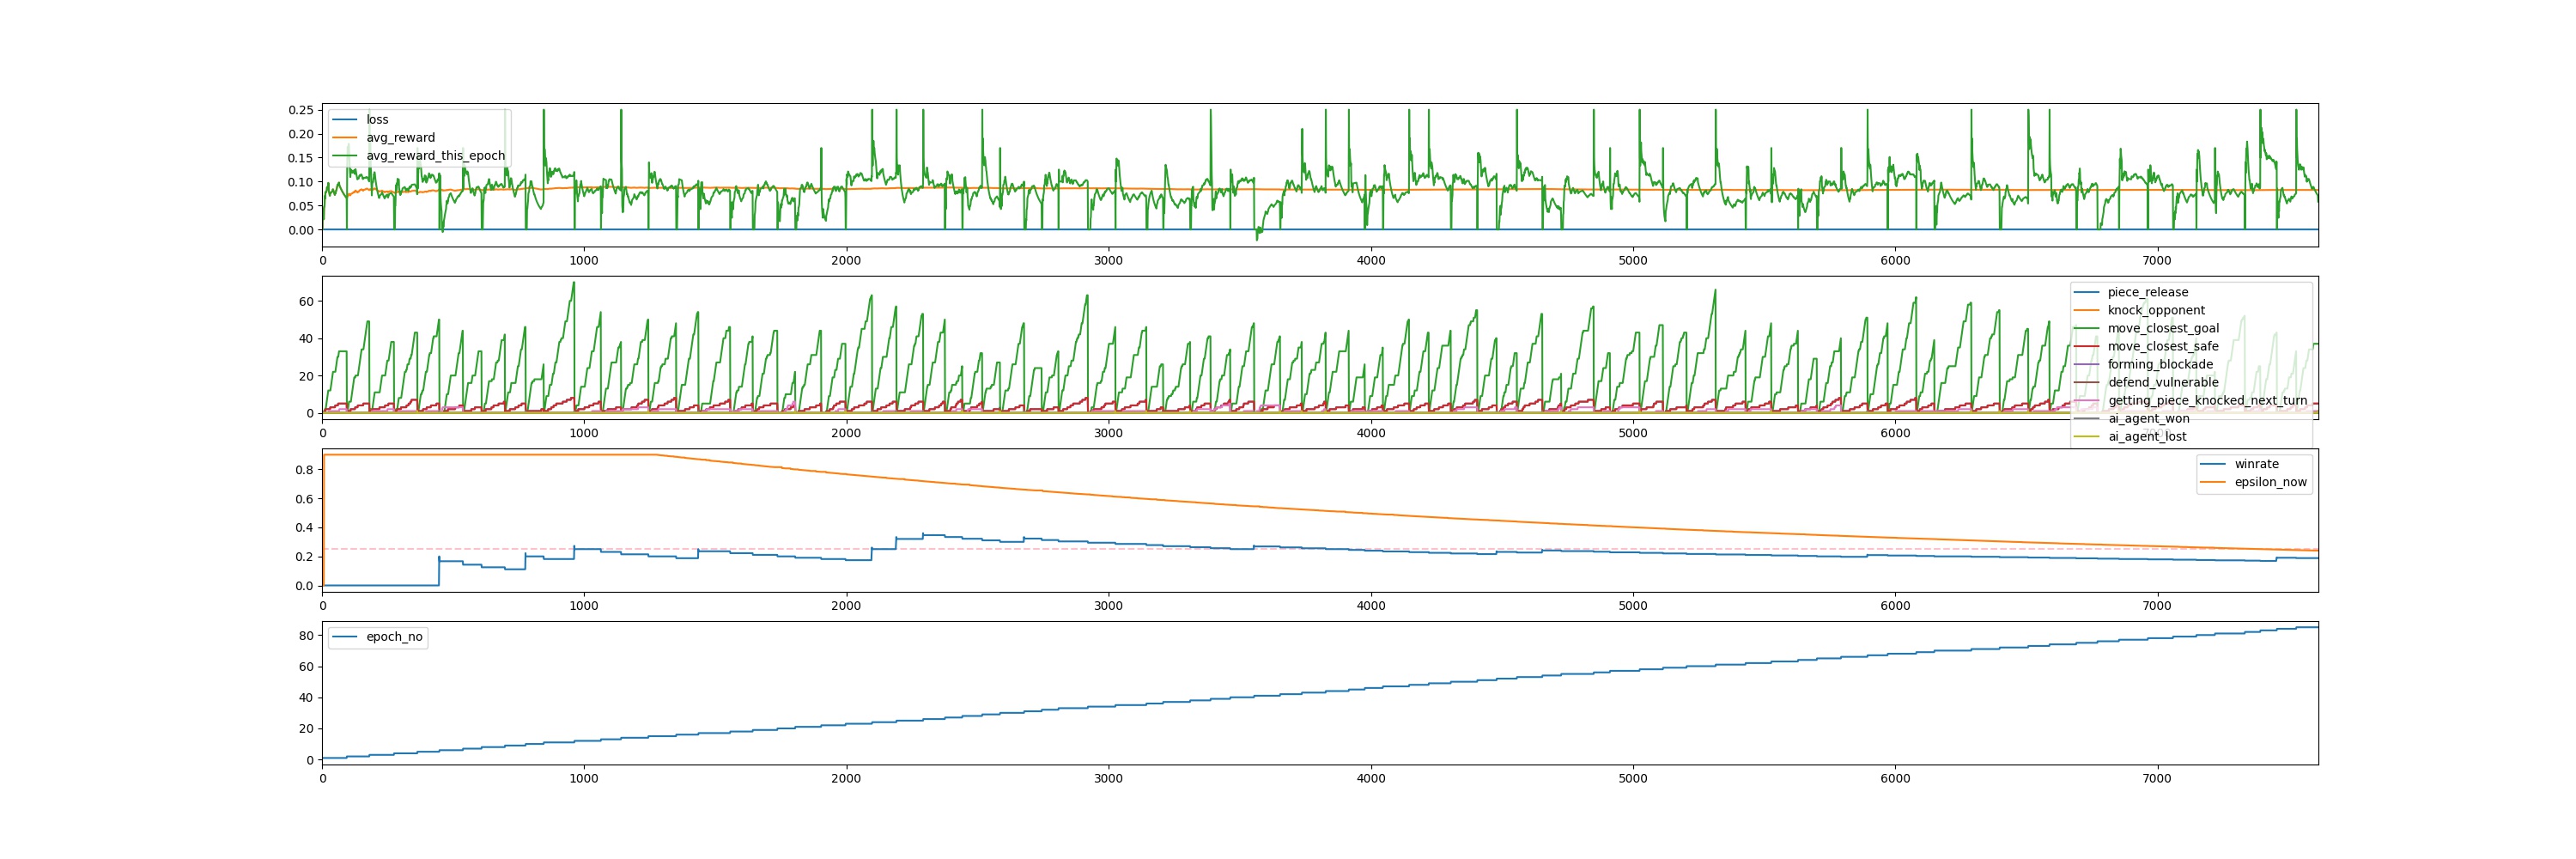 0.25
0.20
0.15
0.10
0.05
0.00
loss
avg_reward
avg_reward_this_epoch
0 1000 2000 3000 4000 5000 6000 7000
60
40
20
0
piece_release
knock_opponent
move_closest_goal
move_closest_safe
forming_blockade
defend_vulnerable
getting_piece_knocked_next_turn
ai_agent_won
ai_agent_lost
0 1000 2000 3000 4000 5000 6000 7000
0.8
0.6
0.4
0.2
0.0
winrate
epsilon_now
0 1000 2000 3000 4000 5000 6000 7000
80
60
40
20
0
epoch_no
0 1000 2000 3000 4000 5000 6000 7000